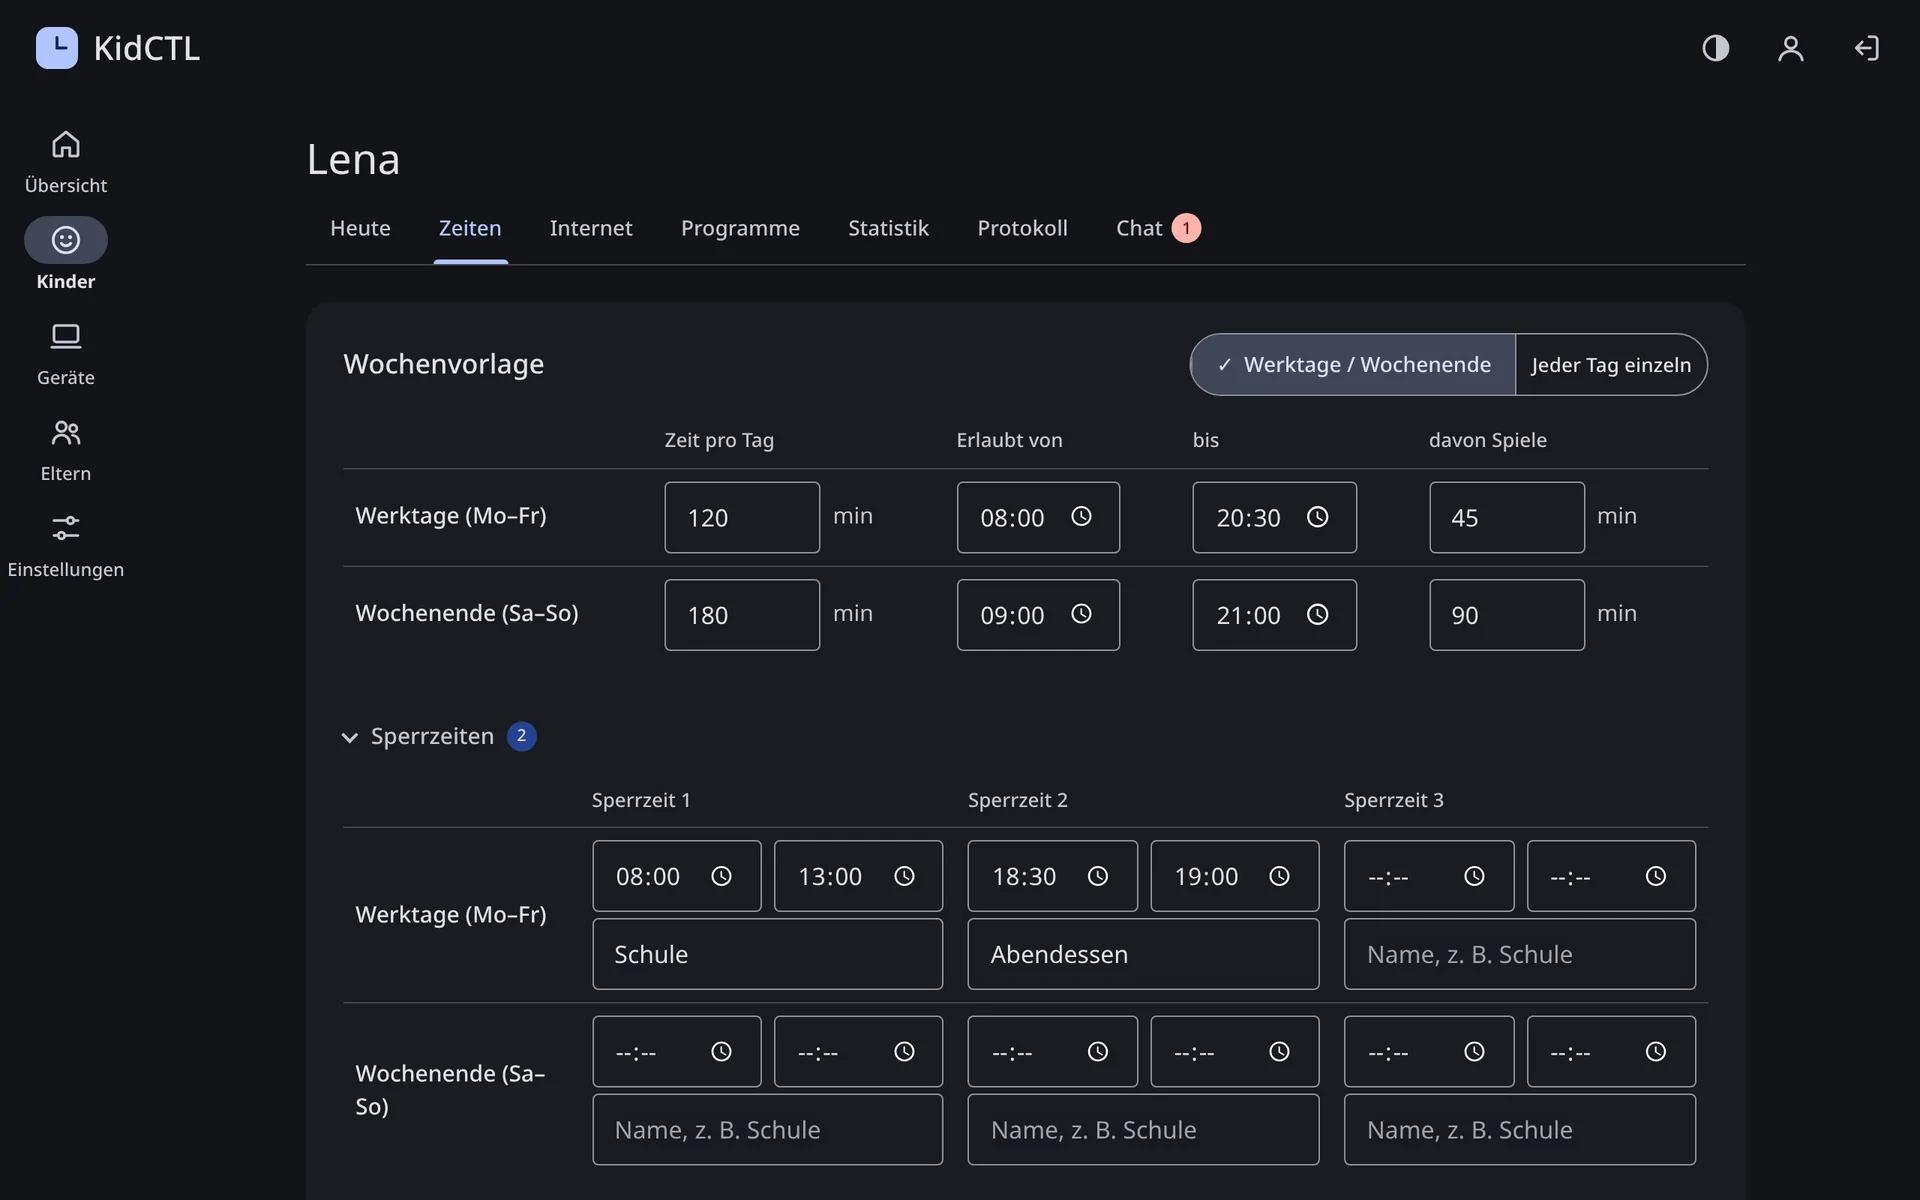 KidCTL
Übersicht
Kinder
Geräte
Eltern
Einstellungen
Lena
Heute Zeiten Internet Programme Statistik Protokoll Chat 1
Wochenvorlage
✓ Werktage / Wochenende Jeder Tag einzeln
Zeit pro Tag Erlaubt von bis davon Spiele
Werktage (Mo–Fr) 120 min 08:00 20:30 45 min
Wochenende (Sa–So) 180 min 09:00 21:00 90 min
Sperrzeiten 2
Sperrzeit 1 Sperrzeit 2 Sperrzeit 3
Werktage (Mo–Fr)
08:00 13:00 18:30 19:00 --:-- --:--
Schule Abendessen Name, z. B. Schule
Wochenende (Sa–
So)
--:-- --:-- --:-- --:-- --:-- --:--
Name, z. B. Schule Name, z. B. Schule Name, z. B. Schule